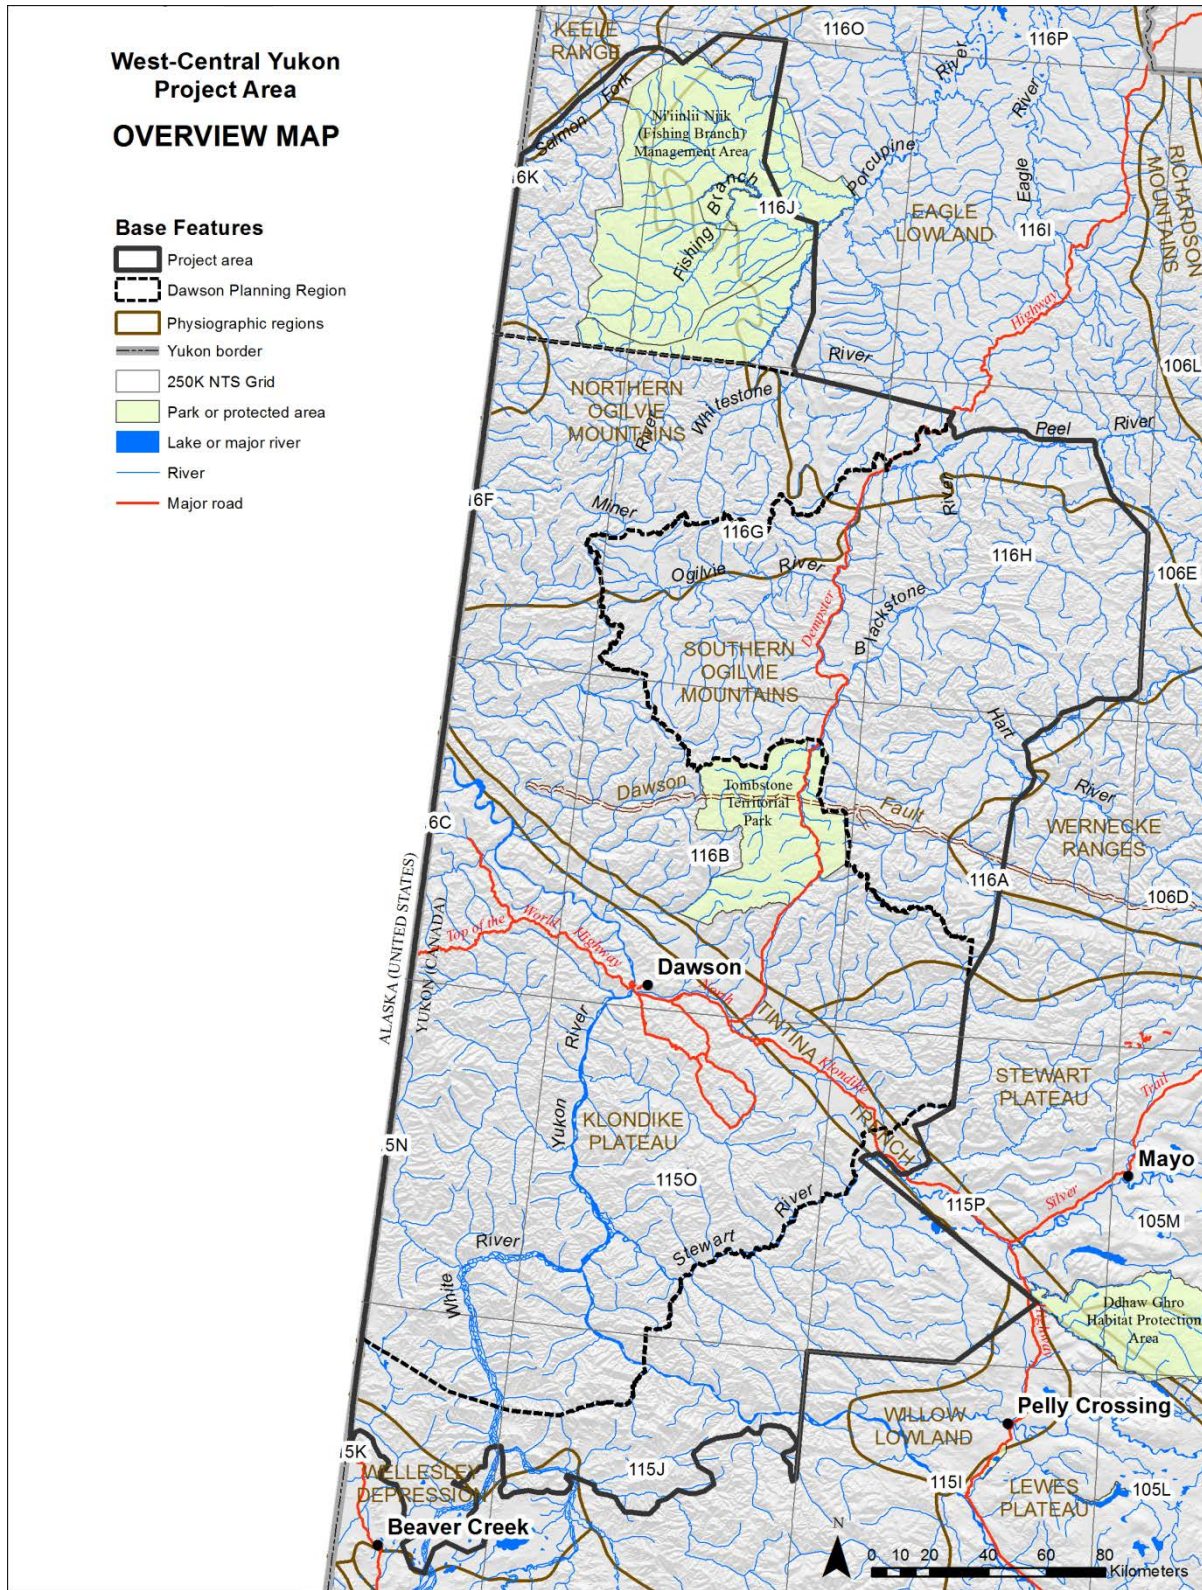 West-Central Yukon
Project Area
OVERVIEW MAP
Base Features
Project area
Dawson Planning Region
Physiographic regions
Yukon border
250K NTS Grid
Park or protected area
Lake or major river
River
Major road
KEELE
RANGE
116O
116P
River
River
Salmon Fork
Ni'iinlii Njik
(Fishing Branch)
Management Area
Porcupine
Eagle
RICHARDSON
MOUNTAINS
16K
Fishing Branch
116J
EAGLE
LOWLAND
116I
Highway
River
106L
NORTHERN
OGILVIE
MOUNTAINS
Whitestone
River
Peel
River
16F
Miner
116G
River
116H
Ogilvie
River
106E
Dempster
Blackstone
SOUTHERN
OGILVIE
MOUNTAINS
Hart
River
Dawson
Fault
Tombstone
Territorial
Park
WERNECKE
RANGES
16C
116B
116A
106D
ALASKA (UNITED STATES)
YUKON (CANADA)
Top of the
World
Highway
Dawson
North
TINTINA
Klondike
River
STEWART
PLATEAU
Trail
Yukon
KLONDIKE
PLATEAU
TRENCH
5N
Mayo
115O
115P
Silver
105M
River
Stewart
River
White
Ddhaw Ghro
Habitat Protection
Area
Highway
WILLOW
LOWLAND
Pelly Crossing
5K
WELLESLEY
DEPRESSION
115J
115I
LEWES
PLATEAU
105L
Beaver Creek
N
0 10 20 40 60 80
Kilometers